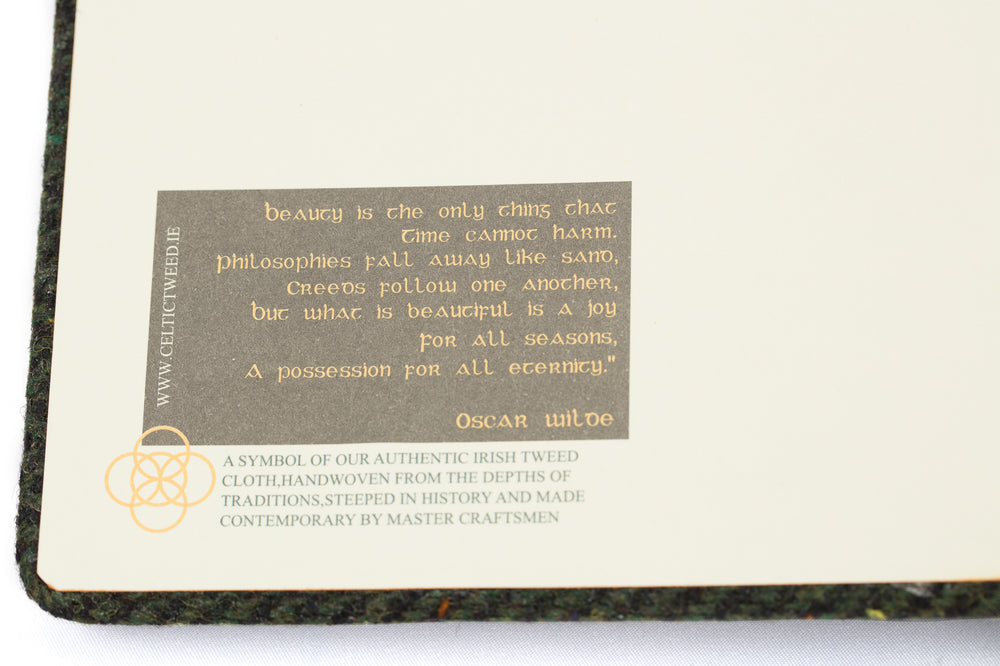 Beauty is the only thing that
Time cannot harm.
Philosophies fall away like sand,
Creeds follow one another,
But what is beautiful is a joy
For all seasons,
A possession for all eternity."
Oscar Wilde
WWW.CELTICTWEED.IE
A SYMBOL OF OUR AUTHENTIC IRISH TWEED
CLOTH,HANDWOVEN FROM THE DEPTHS OF
TRADITIONS,STEEPED IN HISTORY AND MADE
CONTEMPORARY BY MASTER CRAFTSMEN